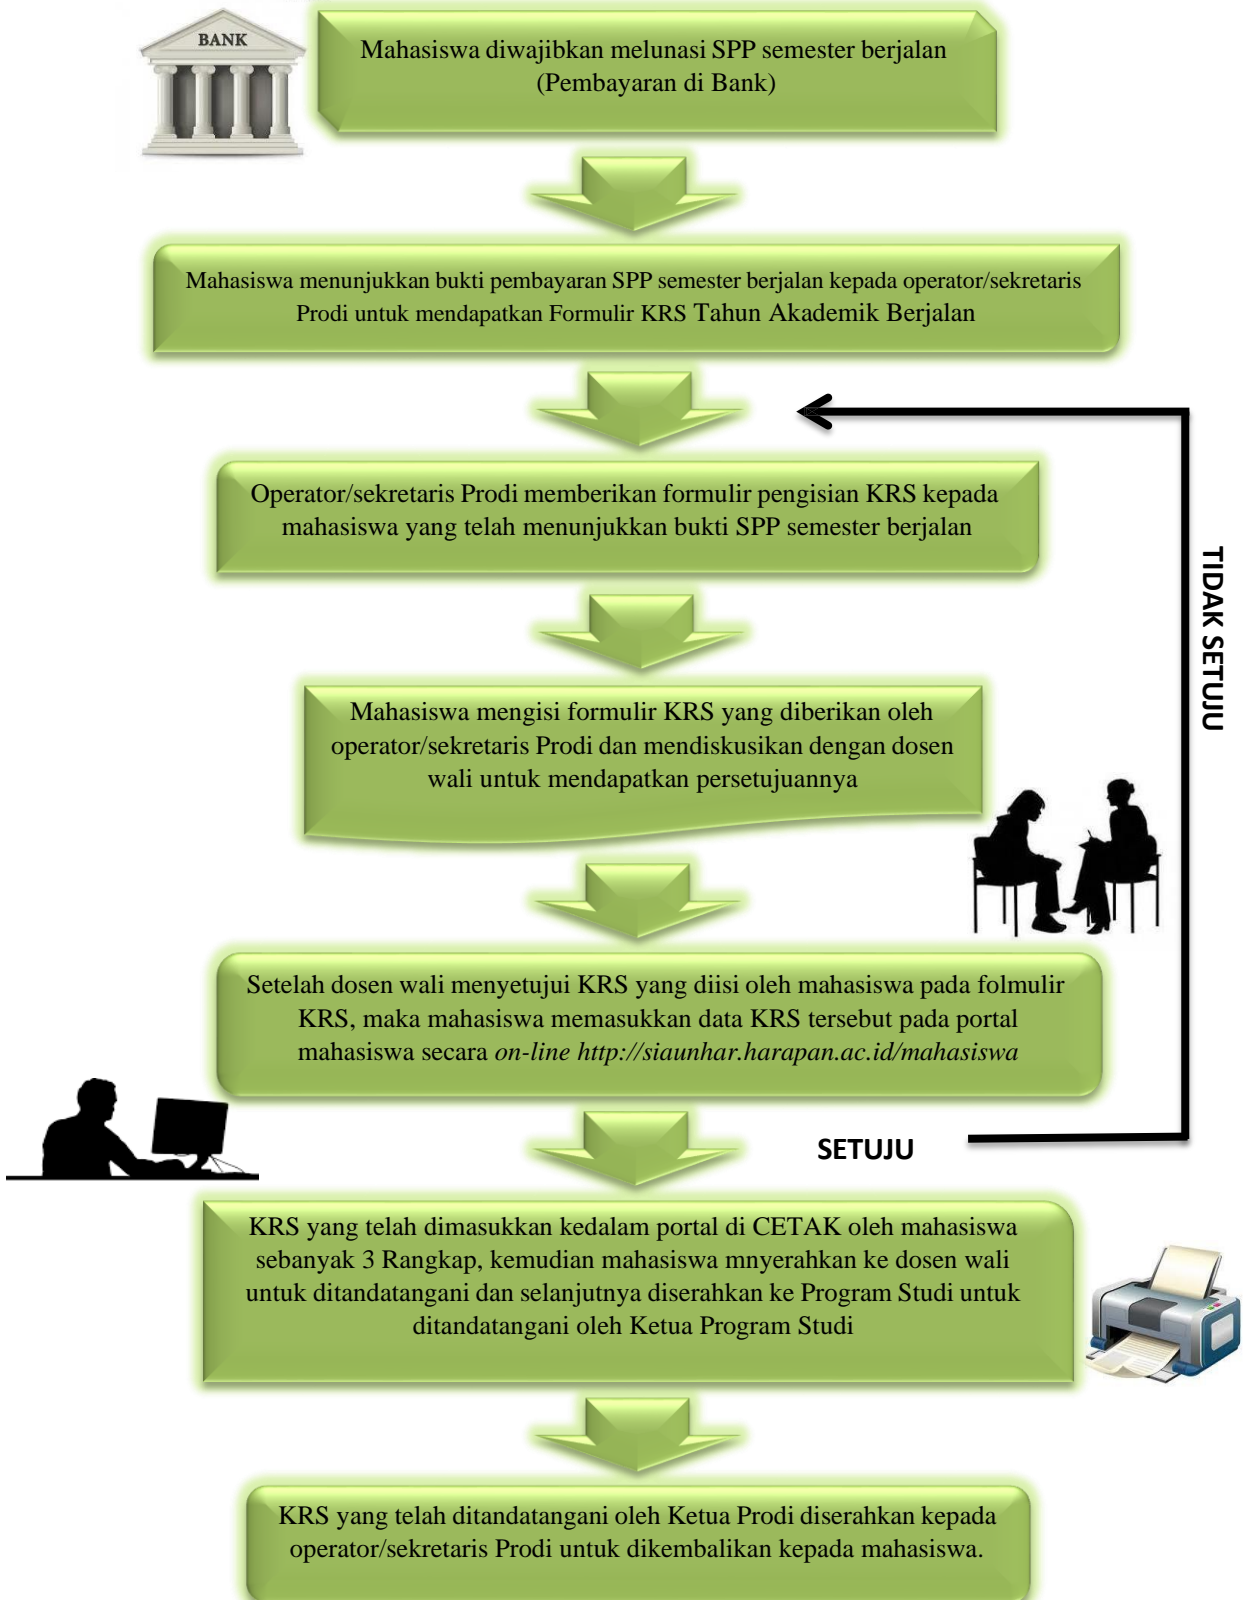 BANK
Mahasiswa diwajibkan melunasi SPP semester berjalan
(Pembayaran di Bank)
Mahasiswa menunjukkan bukti pembayaran SPP semester berjalan kepada operator/sekretaris
Prodi untuk mendapatkan Formulir KRS Tahun Akademik Berjalan
Operator/sekretaris Prodi memberikan formulir pengisian KRS kepada
mahasiswa yang telah menunjukkan bukti SPP semester berjalan
TIDAK SETUJU
Mahasiswa mengisi formulir KRS yang diberikan oleh
operator/sekretaris Prodi dan mendiskusikan dengan dosen
wali untuk mendapatkan persetujuannya
Setelah dosen wali menyetujui KRS yang diisi oleh mahasiswa pada folmulir
KRS, maka mahasiswa memasukkan data KRS tersebut pada portal
mahasiswa secara on-line http://siaunhar.harapan.ac.id/mahasiswa
SETUJU
KRS yang telah dimasukkan kedalam portal di CETAK oleh mahasiswa
sebanyak 3 Rangkap, kemudian mahasiswa mnyerahkan ke dosen wali
untuk ditandatangani dan selanjutnya diserahkan ke Program Studi untuk
ditandatangani oleh Ketua Program Studi
KRS yang telah ditandatangani oleh Ketua Prodi diserahkan kepada
operator/sekretaris Prodi untuk dikembalikan kepada mahasiswa.